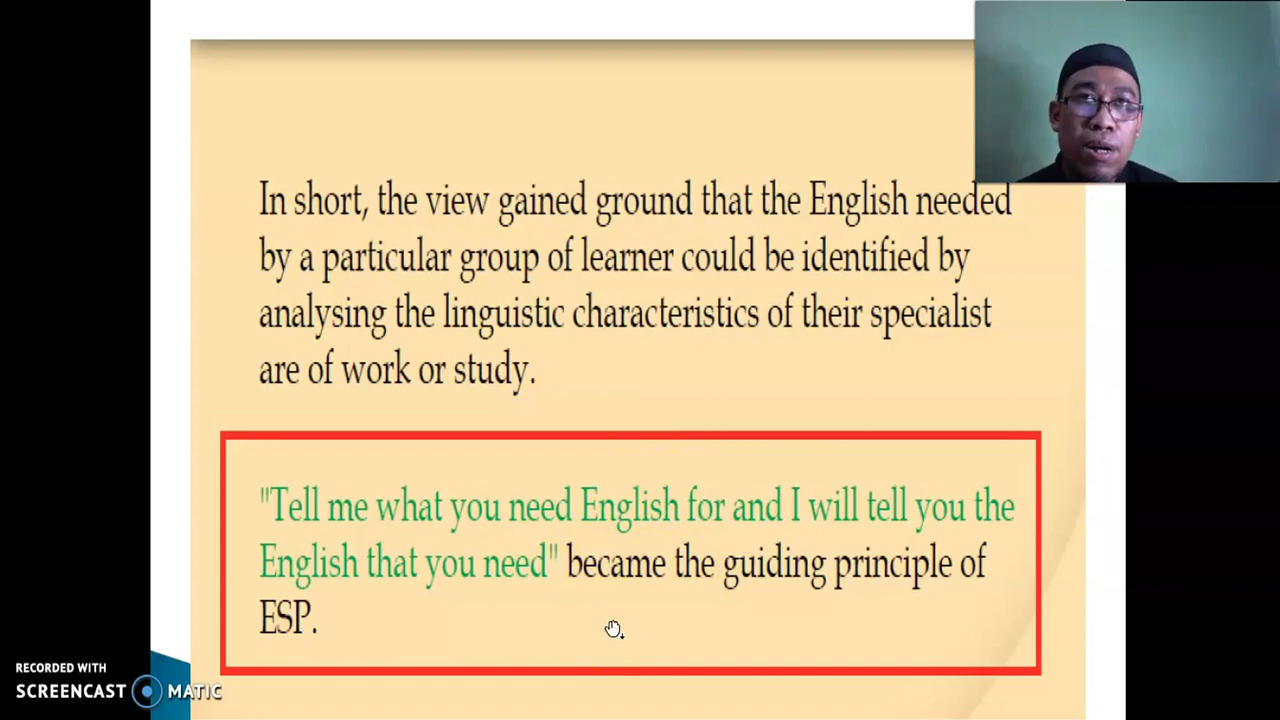 In short, the view gained ground that the English needed
by a particular group of learner could be identified by
analysing the linguistic characteristics of their specialist
are of work or study.
"Tell me what you need English for and I will tell you the
English that you need" became the guiding principle of
ESP.
RECORDED WITH
SCREENCAST MATIC